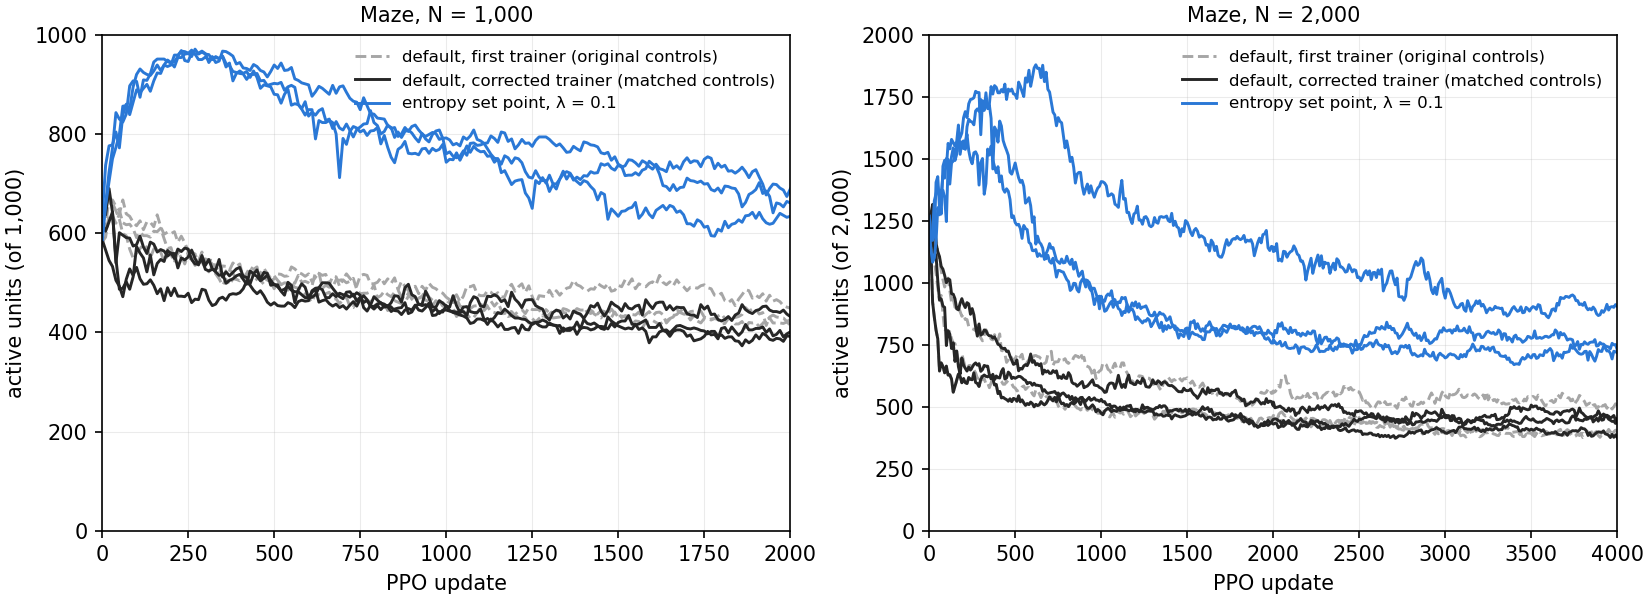 Maze, N = 1,000
1000
800
600
400
200
0
active units (of 1,000)
default, first trainer (original controls)
default, corrected trainer (matched controls)
entropy set point, λ = 0.1
0 250 500 750 1000 1250 1500 1750 2000
PPO update
Maze, N = 2,000
2000
1750
1500
1250
1000
750
500
250
0
active units (of 2,000)
default, first trainer (original controls)
default, corrected trainer (matched controls)
entropy set point, λ = 0.1
0 500 1000 1500 2000 2500 3000 3500 4000
PPO update